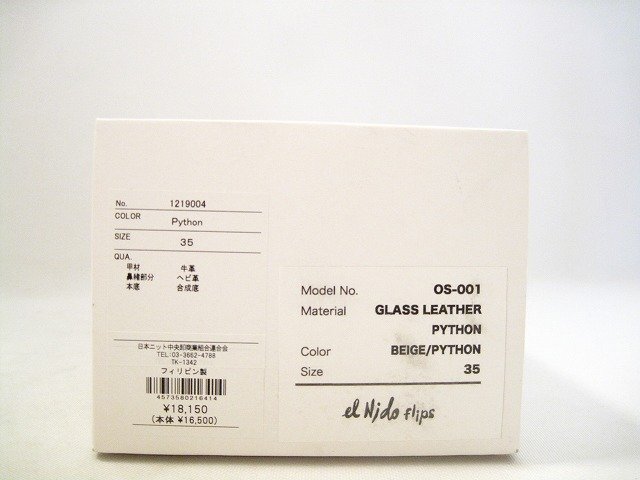 No. 1219004
COLOR Python
SIZE 35
QUA.
甲材 牛革
鼻緒部分 ヘビ革
本底 合成底
日本ニット中央卸商業組合連合会
TEL:03-3662-4788
TK-1342
フィリピン製
4573580216414
¥18,150
(本体 ¥16,500)
Model No. OS-001
Material GLASS LEATHER
PYTHON
Color BEIGE/PYTHON
Size 35
el Nido flips